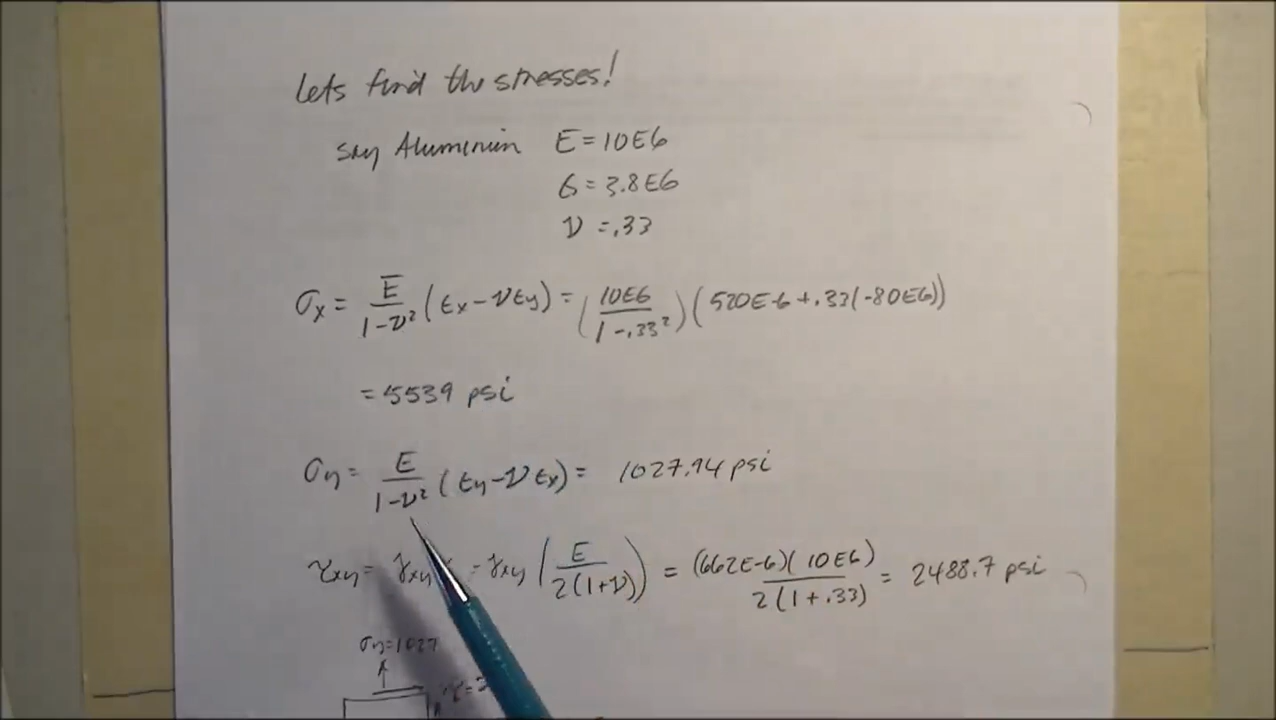 Lets find the stresses!
say Aluminum E=10E6
G=3.8E6
ν=.33
σx = E/1-ν² (εx-νεy) = (10E6/1-.33²)(520E-6+.33(-80E6))
=5539 psi
σy= E/1-ν² (εy-νεx)= 1027.94 psi
τxy= γxy = γxy (E/2(1+ν)) = (662E-6)(10E6)/2(1+.33) = 2488.7 psi
σy=1027